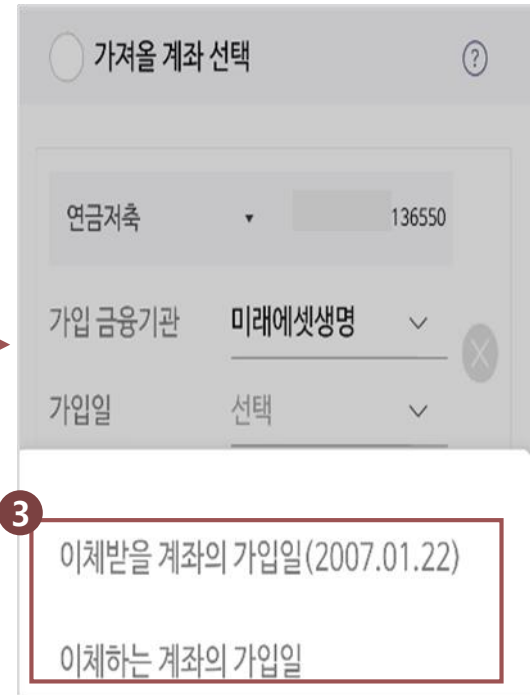 가져올 계좌 선택 ?
연금저축 136550
가입 금융기관 미래에셋생명
가입일 선택
3
이체받을 계좌의 가입일(2007.01.22)
이체하는 계좌의 가입일